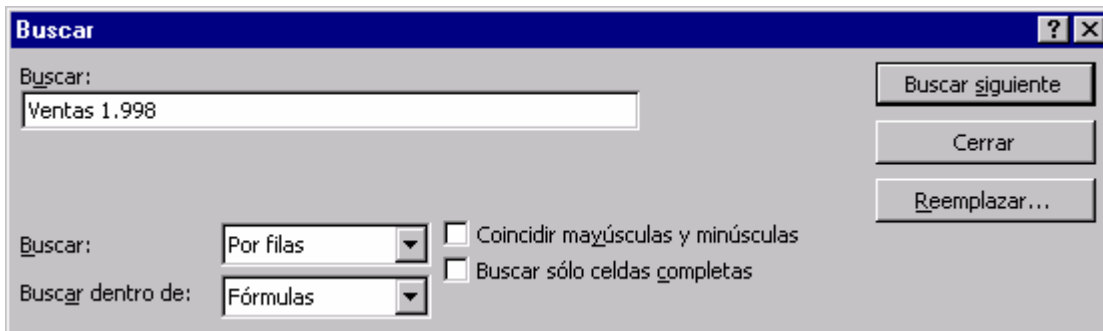 Buscar
Buscar:
Ventas 1.998
Buscar siguiente
Cerrar
Reemplazar...
Buscar:
Por filas
Coincidir mayúsculas y minúsculas
Buscar dentro de:
Fórmulas
Buscar sólo celdas completas